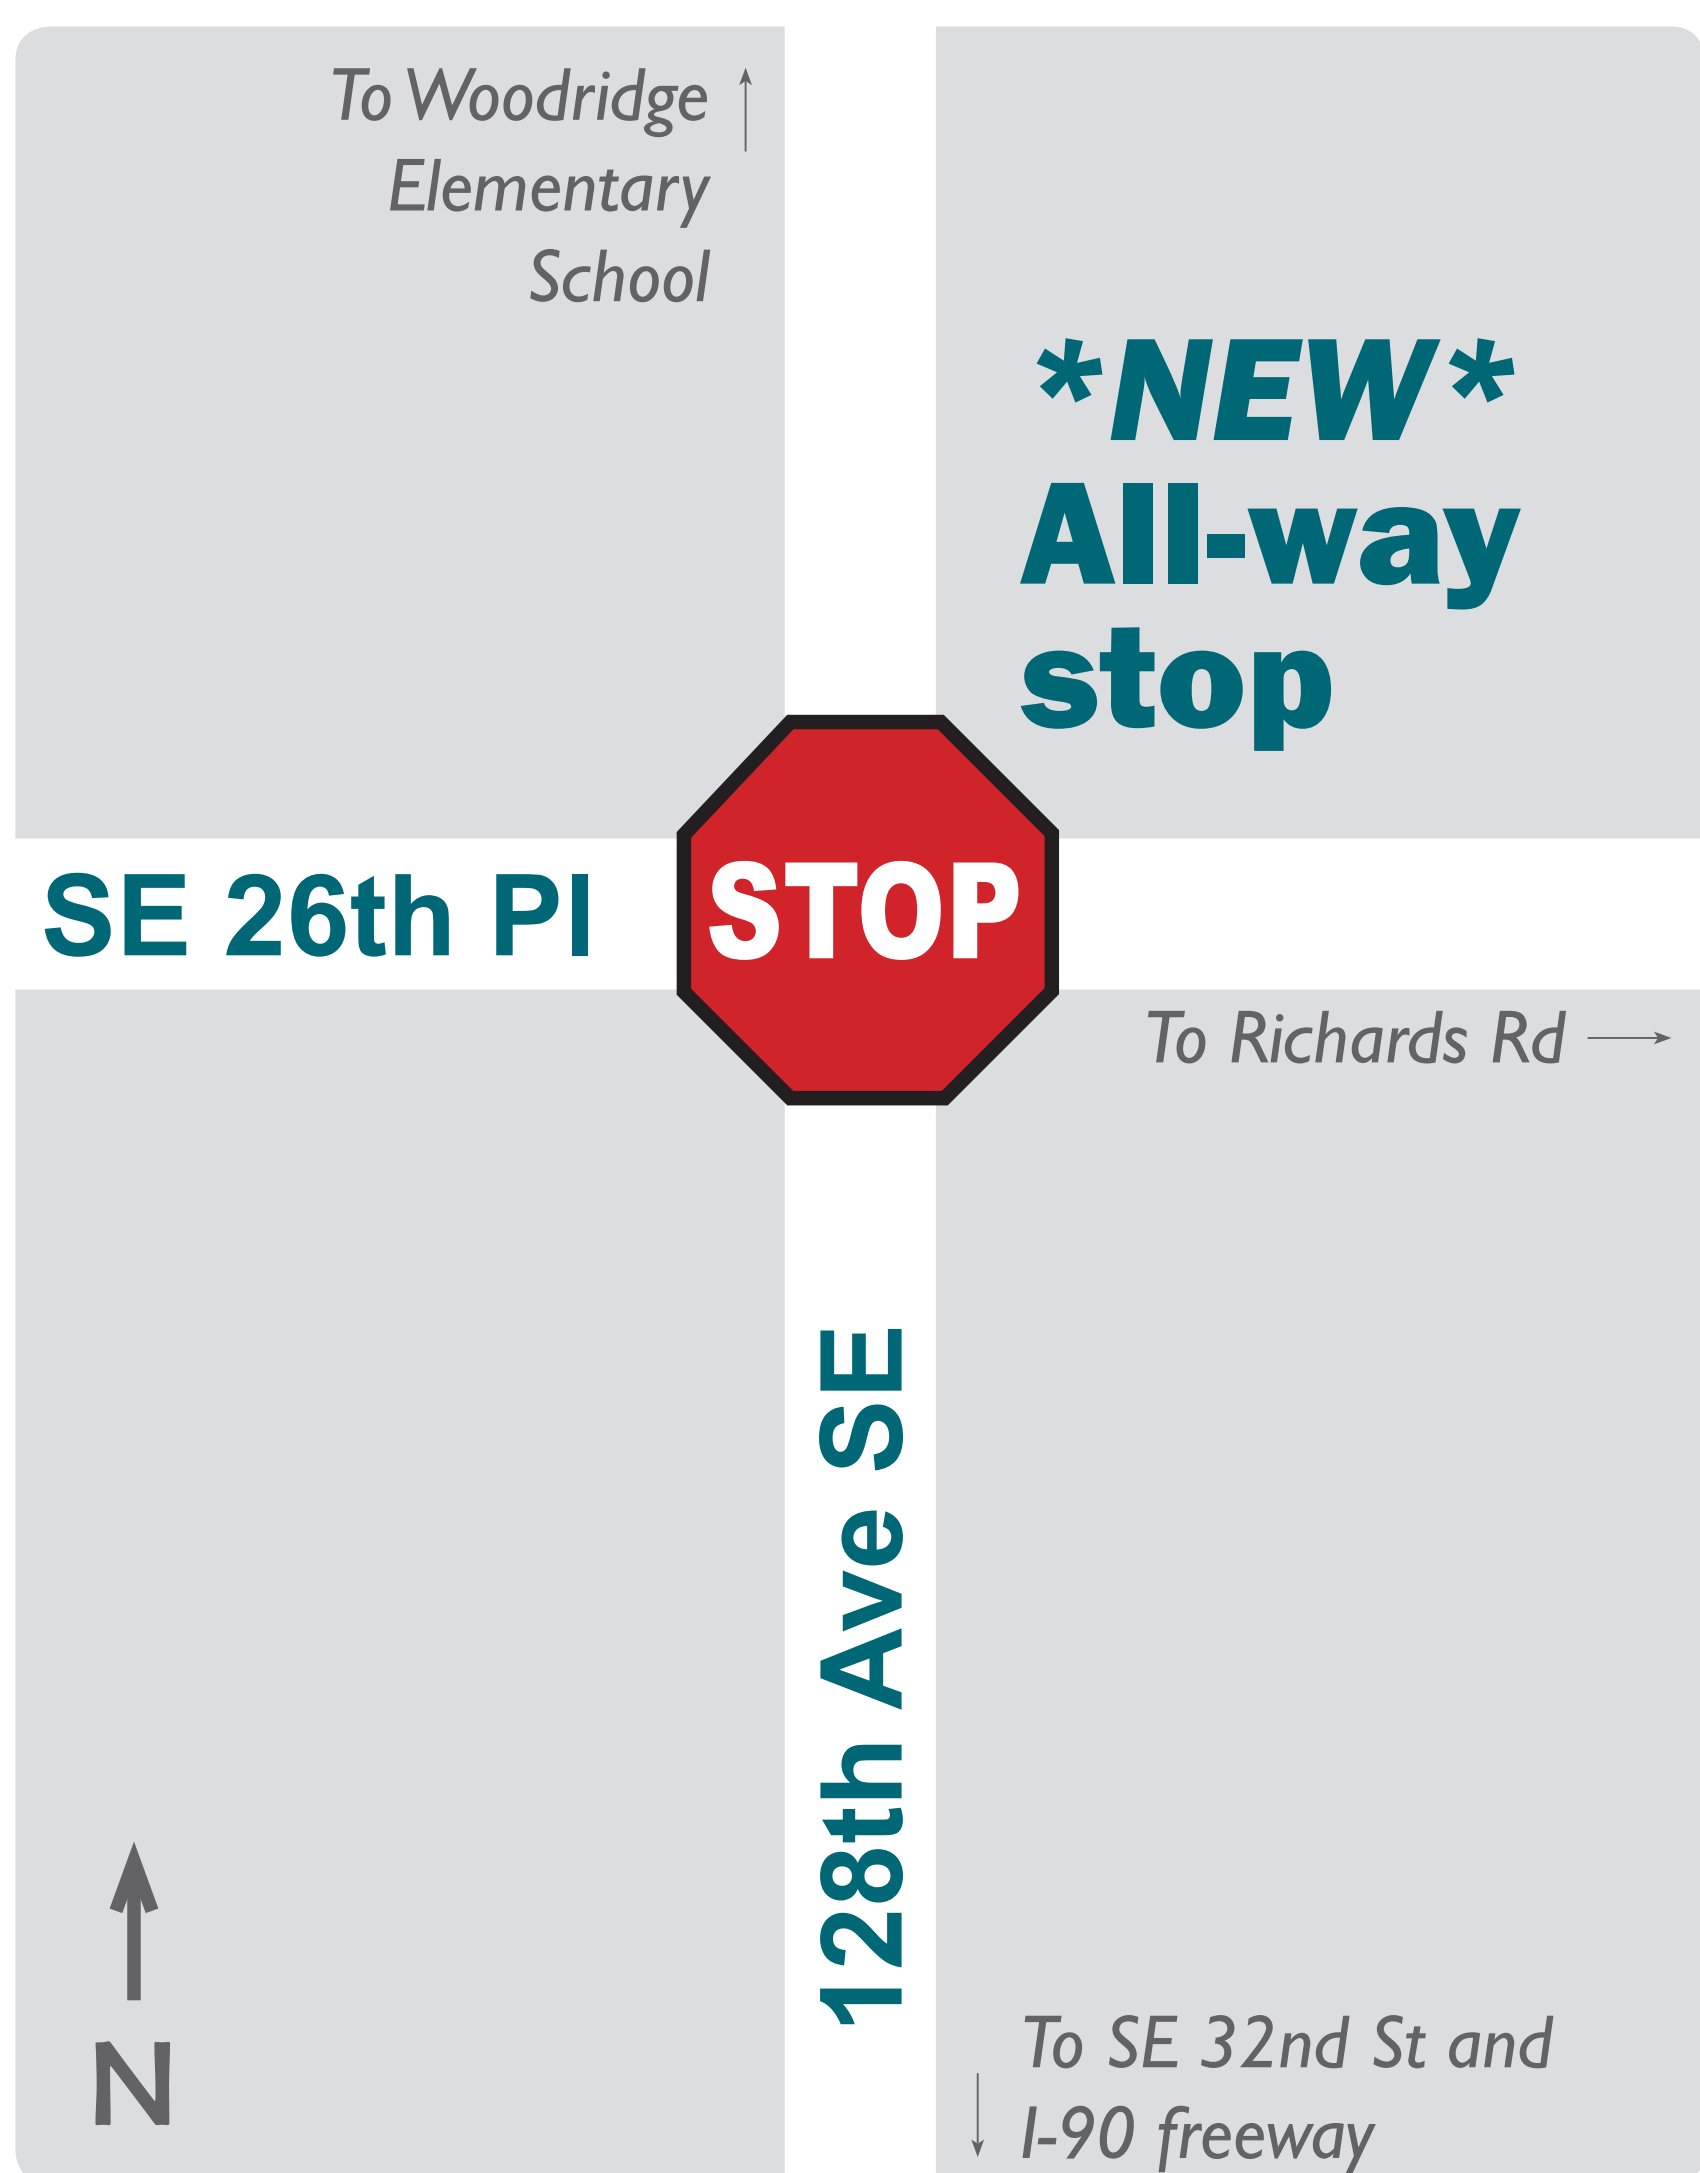 To Woodridge
Elementary
School
*NEW*
All-way
stop
SE 26th Pl
STOP
To Richards Rd
128th Ave SE
N
To SE 32nd St and
I-90 freeway